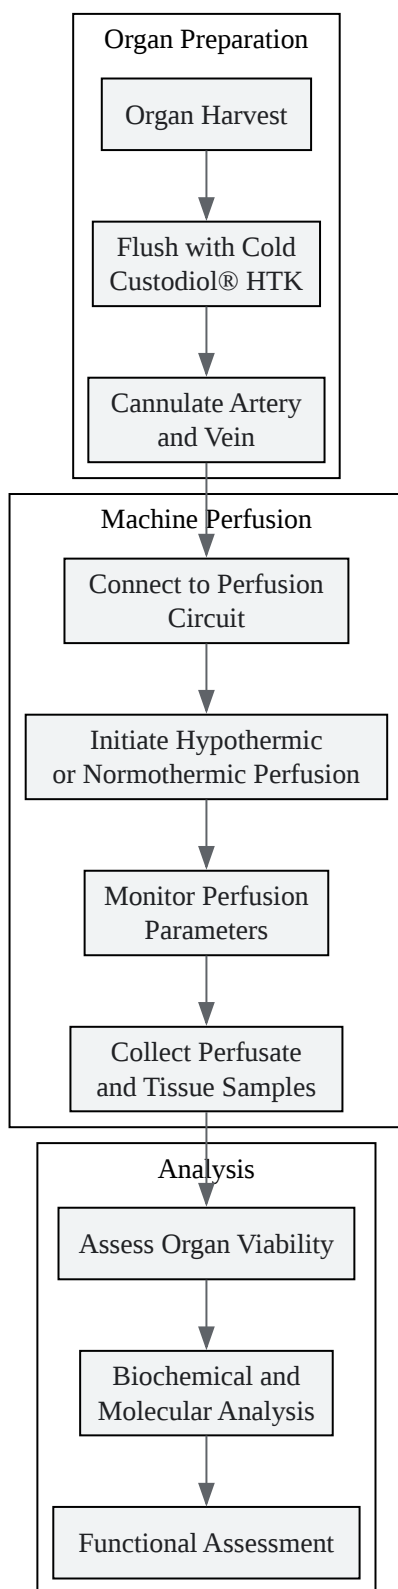 Organ Preparation
Organ Harvest
Flush with Cold
Custodiol® HTK
Cannulate Artery
and Vein
Machine Perfusion
Connect to Perfusion
Circuit
Initiate Hypothermic
or Normothermic Perfusion
Monitor Perfusion
Parameters
Collect Perfusate
and Tissue Samples
Analysis
Assess Organ Viability
Biochemical and
Molecular Analysis
Functional Assessment